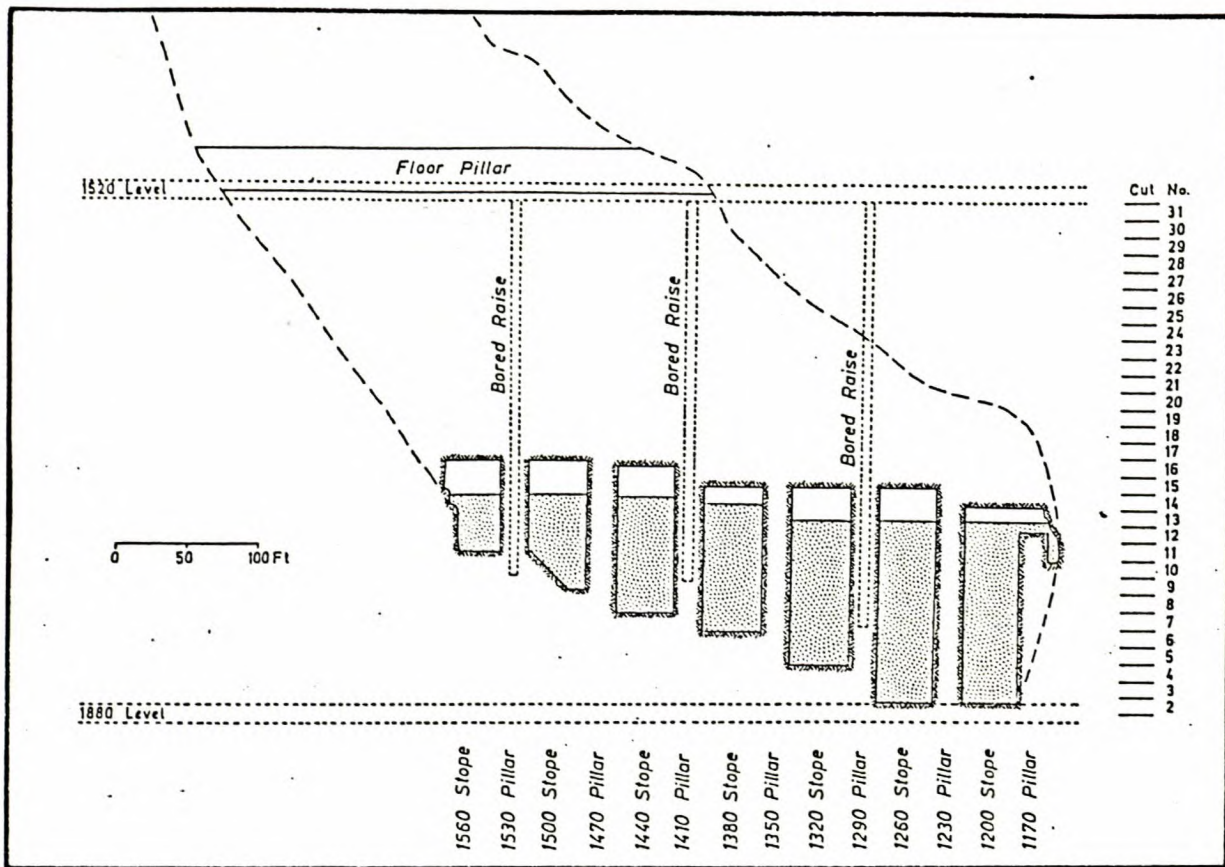 Floor Pillar
1520 Level
Cut No.
31
30
29
28
27
26
25
24
23
22
21
20
19
18
17
16
15
14
13
12
11
10
9
8
7
6
5
4
3
2
Bored Raise
Bored Raise
Bored Raise
0 50 100 Ft
1880 Level
1560 Stope
1530 Pillar
1500 Stope
1470 Pillar
1440 Stope
1410 Pillar
1380 Stope
1350 Pillar
1320 Stope
1290 Pillar
1260 Stope
1230 Pillar
1200 Stope
1170 Pillar